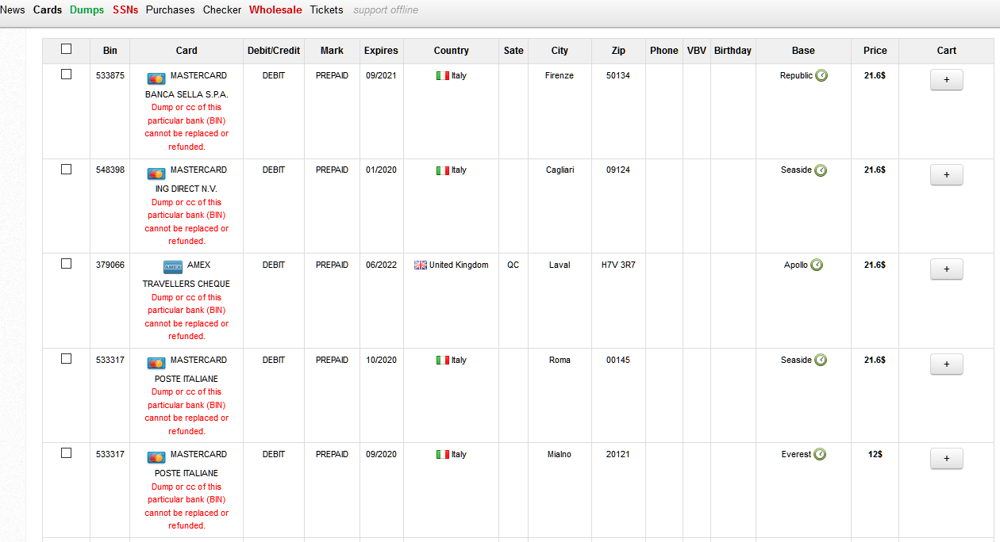 News Cards Dumps SSNs Purchases Checker Wholesale Tickets support offline
Bin Card Debit/Credit Mark Expires Country Sate City Zip Phone VBV Birthday Base Price Cart
533875 MASTERCARD DEBIT PREPAID 09/2021 Italy Firenze 50134 Republic 21.6$ +
BANCA SELLA S.P.A.
Dump or cc of this
particular bank (BIN)
cannot be replaced or
refunded.
548398 MASTERCARD DEBIT PREPAID 01/2020 Italy Cagliari 09124 Seaside 21.6$ +
ING DIRECT N.V.
Dump or cc of this
particular bank (BIN)
cannot be replaced or
refunded.
379066 AMEX AMEX DEBIT PREPAID 06/2022 United Kingdom QC Laval H7V 3R7 Apollo 21.6$ +
TRAVELLERS CHEQUE
Dump or cc of this
particular bank (BIN)
cannot be replaced or
refunded.
533317 MASTERCARD DEBIT PREPAID 10/2020 Italy Roma 00145 Seaside 21.6$ +
POSTE ITALIANE
Dump or cc of this
particular bank (BIN)
cannot be replaced or
refunded.
533317 MASTERCARD DEBIT PREPAID 09/2020 Italy Mialno 20121 Everest 12$ +
POSTE ITALIANE
Dump or cc of this
particular bank (BIN)
cannot be replaced or
refunded.